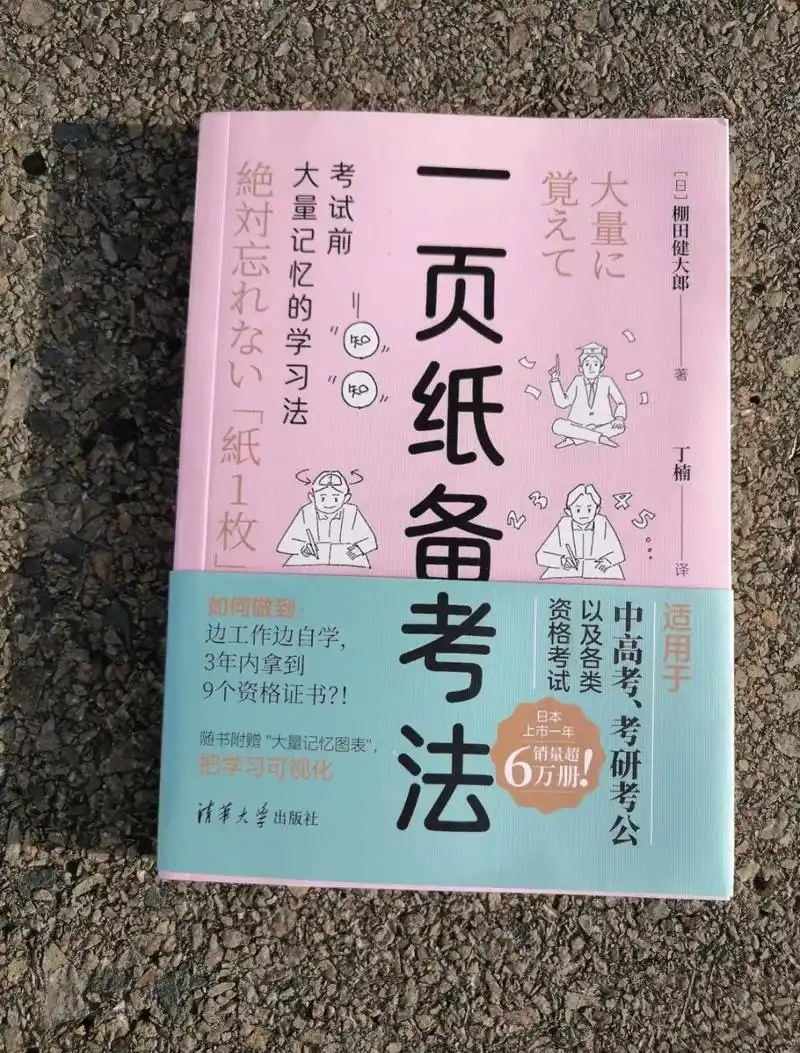 [日]棚田健大郎 著
丁楠 译
大量に
覚えて
絶対忘れない「紙1枚」
一页纸备考法
考试前
大量记忆的学习法
知
知
2 3 4 5...
适用于
中高考、考研考公
以及各类
资格考试
如何做到
边工作边自学,
3年内拿到
9个资格证书?!
随书附赠“大量记忆图表”,
把学习可视化
日本
上市一年
销量超
6万册!
清华大学出版社